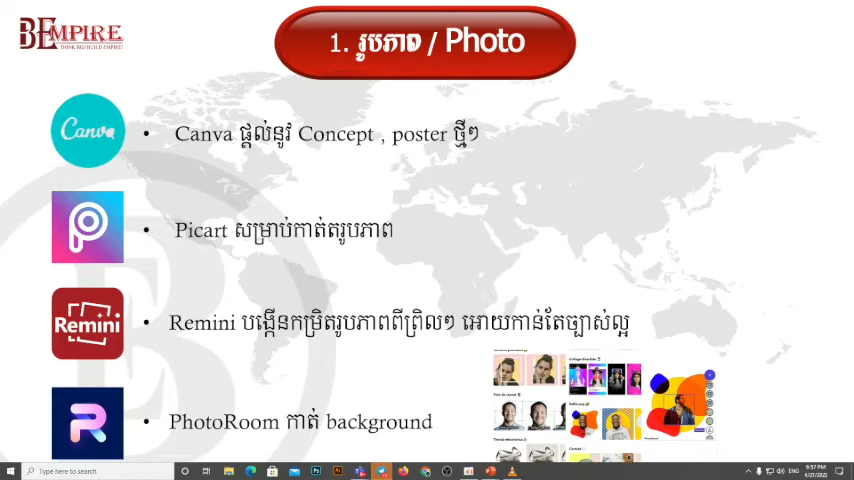 BEMPIRE
THINK BIG! BUILD EMPIRE!
1. រូបភាព / Photo
Canva
• Canva ផ្តល់នូវ Concept , poster ថ្មីៗ
• Picart សម្រាប់កាត់តរូបភាព
Remini
• Remini បង្កើនកម្រិតរូបភាពពីព្រិលៗ អោយកាន់តែច្បាស់ល្អ
• PhotoRoom កាត់ background
Type here to search
ENG
6:37 PM